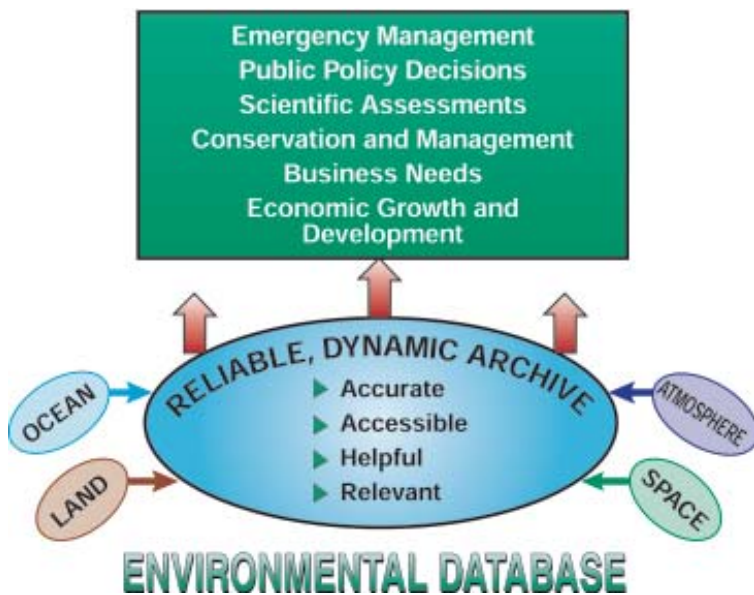 Emergency Management
Public Policy Decisions
Scientific Assessments
Conservation and Management
Business Needs
Economic Growth and
Development
RELIABLE, DYNAMIC ARCHIVE
Accurate
Accessible
Helpful
Relevant
OCEAN
LAND
ATMOSPHERE
SPACE
ENVIRONMENTAL DATABASE